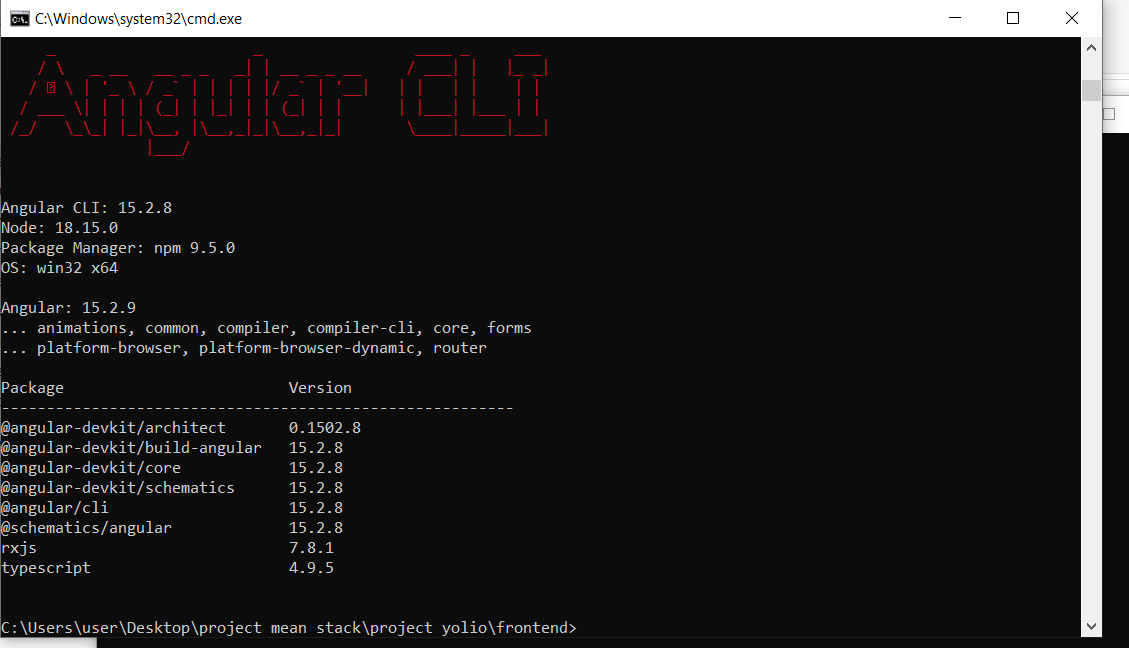 C:\Windows\system32\cmd.exe
Angular CLI
Angular CLI: 15.2.8
Node: 18.15.0
Package Manager: npm 9.5.0
OS: win32 x64
Angular: 15.2.9
... animations, common, compiler, compiler-cli, core, forms
... platform-browser, platform-browser-dynamic, router
Package Version
---------------------------------------------------------
@angular-devkit/architect 0.1502.8
@angular-devkit/build-angular 15.2.8
@angular-devkit/core 15.2.8
@angular-devkit/schematics 15.2.8
@angular/cli 15.2.8
@schematics/angular 15.2.8
rxjs 7.8.1
typescript 4.9.5
C:\Users\user\Desktop\project mean stack\project yolio\frontend>